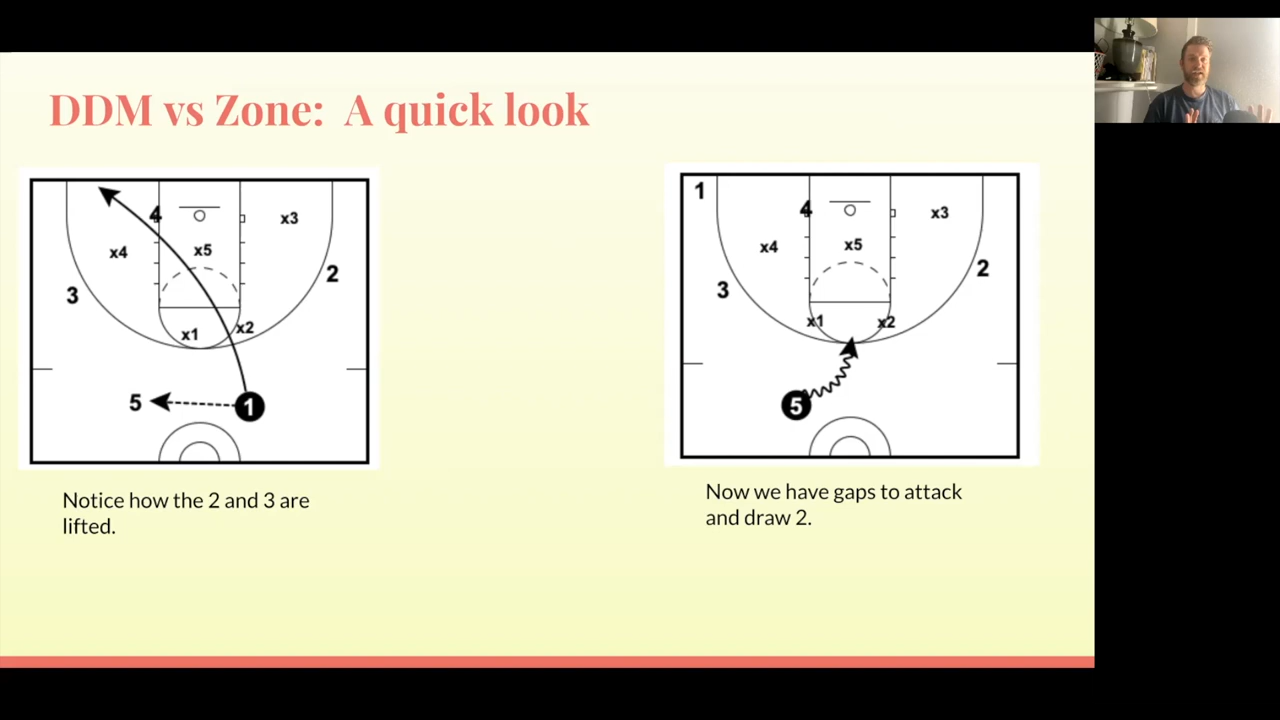 DDM vs Zone: A quick look
4
x3
x4
x5
2
3
x1
x2
5
1
Notice how the 2 and 3 are
lifted.
1
4
x3
x4
x5
2
3
x1
x2
5
Now we have gaps to attack
and draw 2.